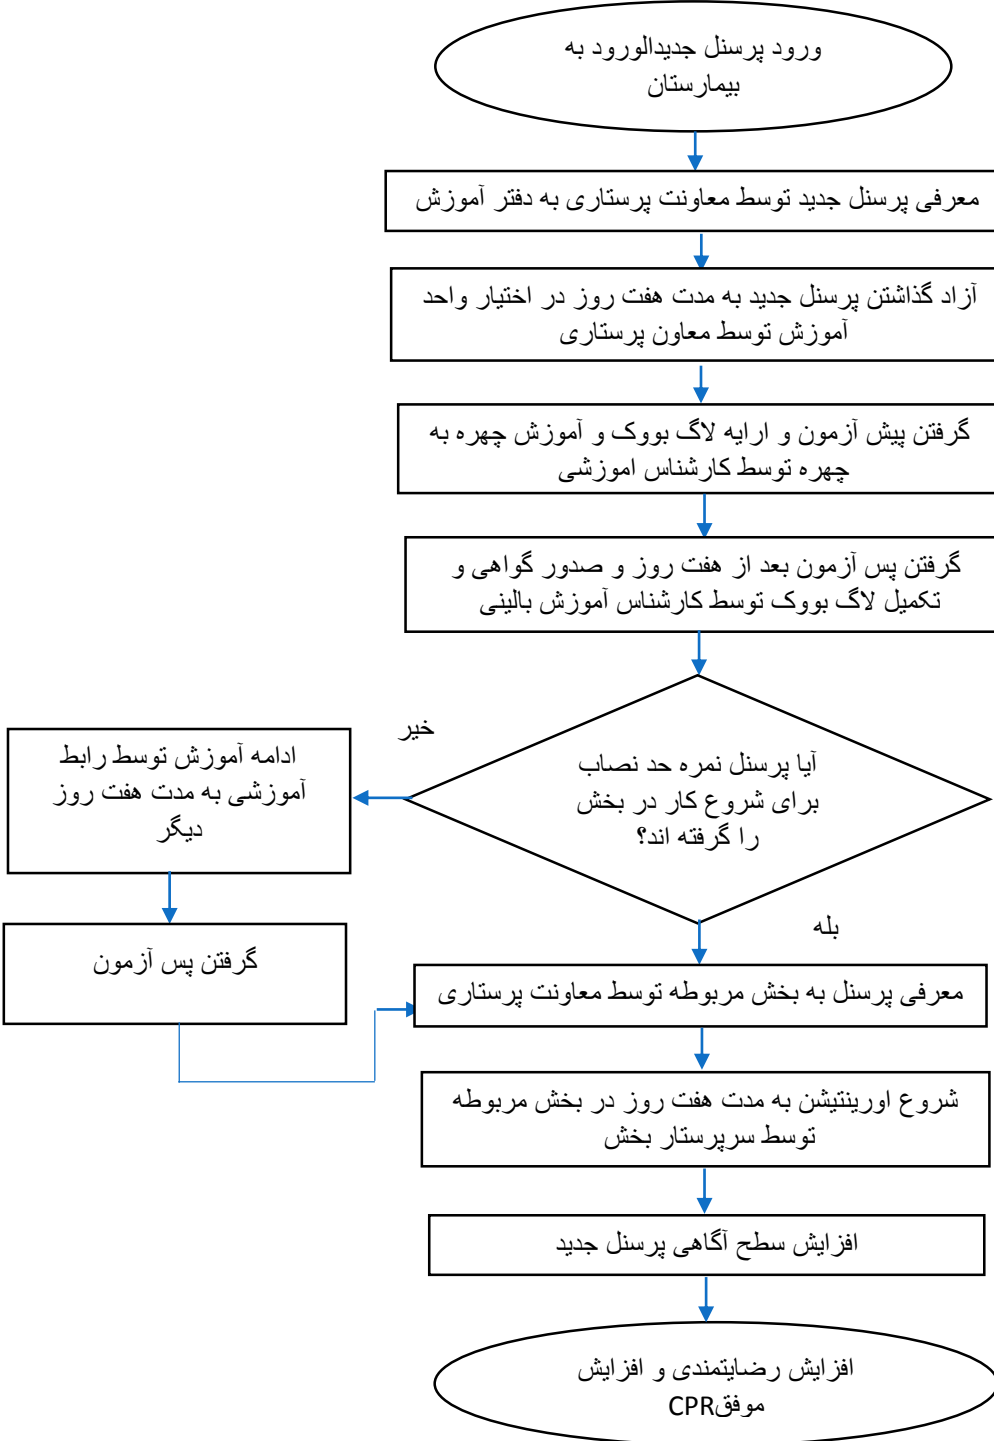 ورود پرسنل جدیدالورود به
بیمارستان
معرفی پرسنل جدید توسط معاونت پرستاری به دفتر آموزش
آزاد گذاشتن پرسنل جدید به مدت هفت روز در اختیار واحد
آموزش توسط معاون پرستاری
گرفتن پیش آزمون و ارایه لاگ بووک و آموزش چهره به
چهره توسط کارشناس اموزشی
گرفتن پس آزمون بعد از هفت روز و صدور گواهی و
تکمیل لاگ بووک توسط کارشناس آموزش بالینی
آیا پرسنل نمره حد نصاب
برای شروع کار در بخش
را گرفته اند؟
خیر
ادامه آموزش توسط رابط
آموزشی به مدت هفت روز
دیگر
گرفتن پس آزمون
بله
معرفی پرسنل به بخش مربوطه توسط معاونت پرستاری
شروع اورینتیشن به مدت هفت روز در بخش مربوطه
توسط سرپرستار بخش
افزایش سطح آگاهی پرسنل جدید
افزایش رضایتمندی و افزایش
CPRموفق